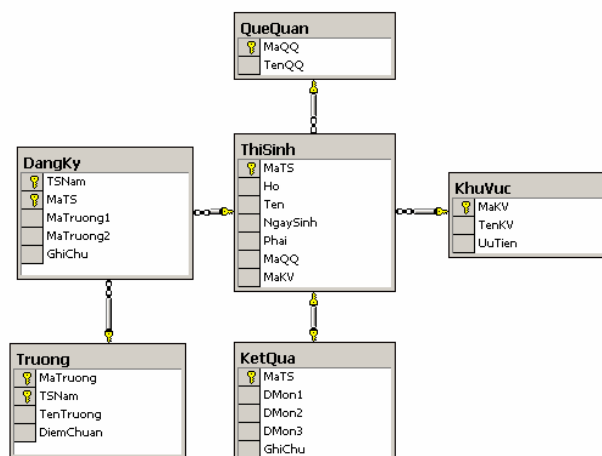 QueQuan
MaQQ
TenQQ
DangKy
TSNam
MaTS
MaTruong1
MaTruong2
GhiChu
ThiSinh
MaTS
Ho
Ten
NgaySinh
Phai
MaQQ
MaKV
KhuVuc
MaKV
TenKV
UuTien
Truong
MaTruong
TSNam
TenTruong
DiemChuan
KetQua
MaTS
DMon1
DMon2
DMon3
GhiChu